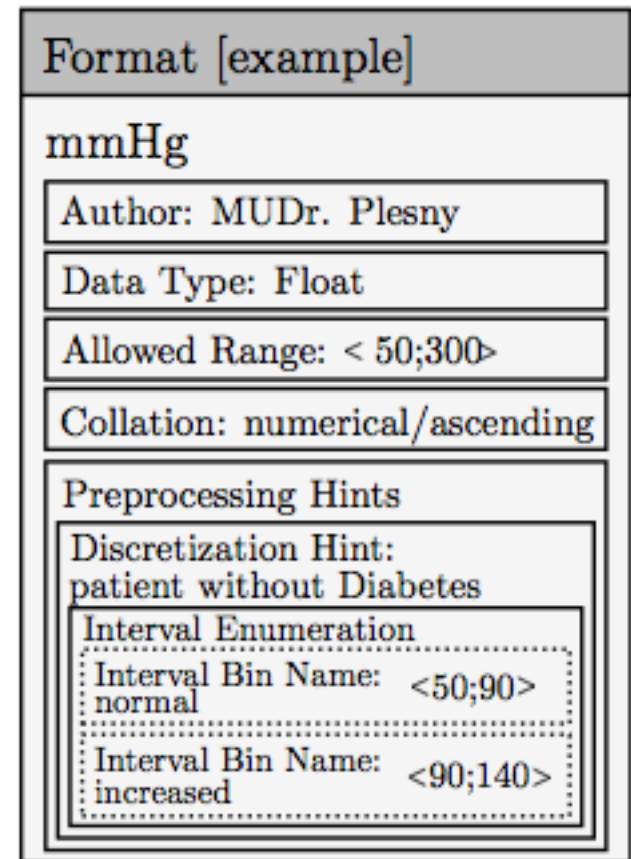 Format [example]
mmHg
Author: MUDr. Plesny
Data Type: Float
Allowed Range: < 50;300>
Collation: numerical/ascending
Preprocessing Hints
Discretization Hint:
patient without Diabetes
Interval Enumeration
Interval Bin Name: <50;90>
normal
Interval Bin Name: <90;140>
increased